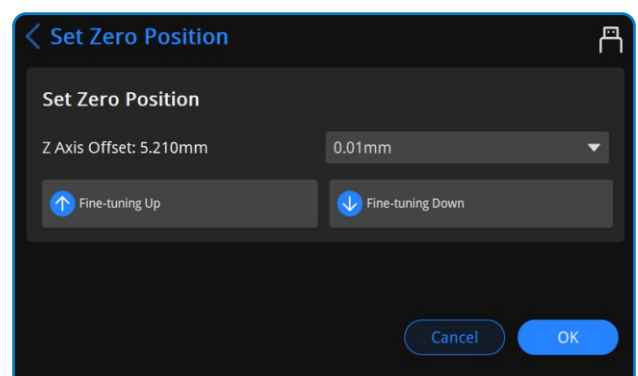 Set Zero Position
Set Zero Position
Z Axis Offset: 5.210mm 0.01mm
Fine-tuning Up Fine-tuning Down
Cancel OK